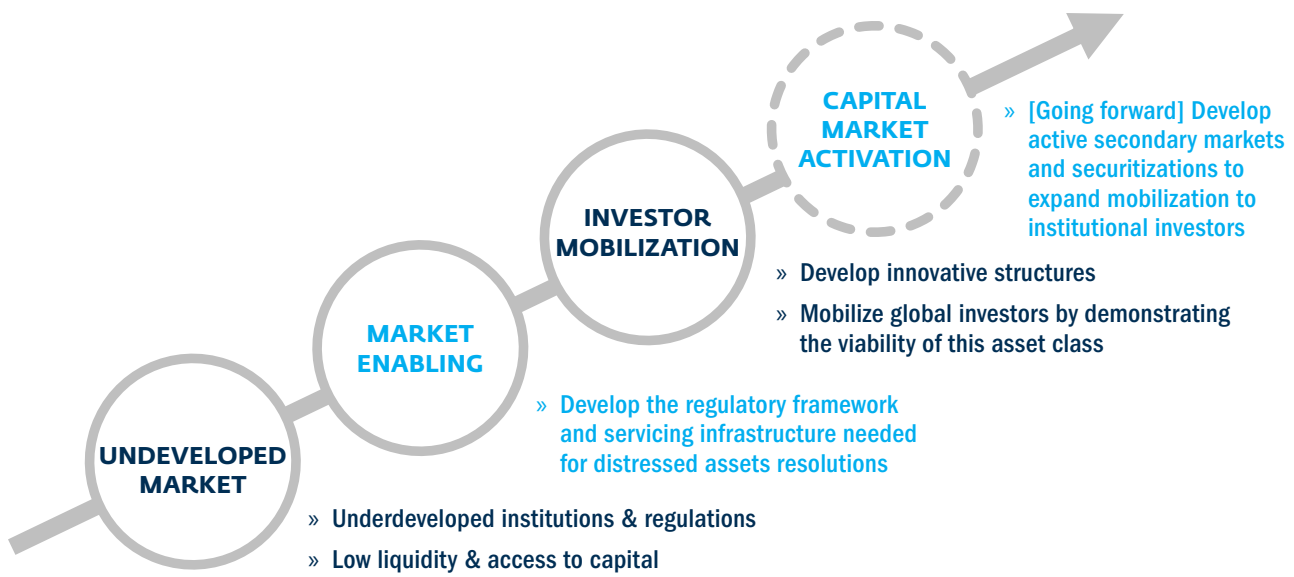 CAPITAL
MARKET
ACTIVATION
» [Going forward] Develop
active secondary markets
and securitizations to
expand mobilization to
institutional investors
INVESTOR
MOBILIZATION
» Develop innovative structures
» Mobilize global investors by demonstrating
the viability of this asset class
MARKET
ENABLING
» Develop the regulatory framework
and servicing infrastructure needed
for distressed assets resolutions
UNDEVELOPED
MARKET
» Underdeveloped institutions & regulations
» Low liquidity & access to capital